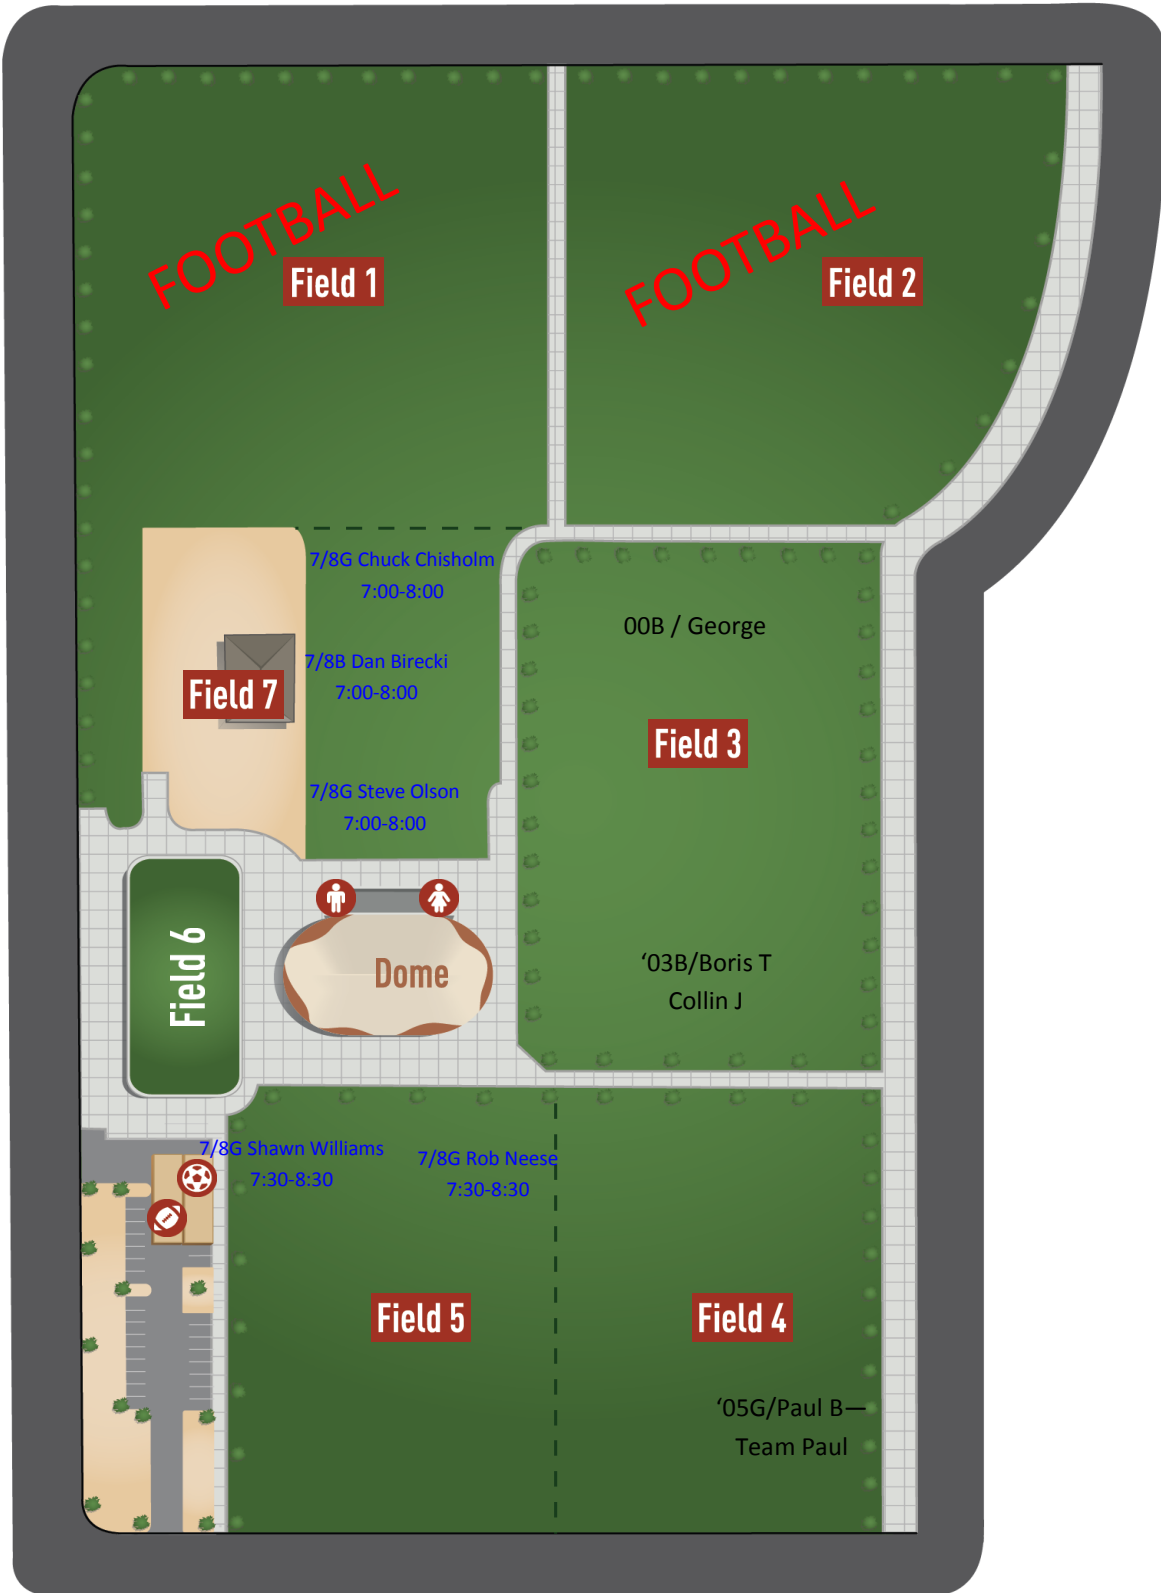 FOOTBALL
Field 1
FOOTBALL
Field 2
7/8G Chuck Chisholm
7:00-8:00
7/8B Dan Birecki
7:00-8:00
Field 7
7/8G Steve Olson
7:00-8:00
00B / George
Field 3
‘03B/Boris T
Collin J
Field 6
Dome
7/8G Shawn Williams
7:30-8:30
7/8G Rob Neese
7:30-8:30
Field 5
Field 4
‘05G/Paul B—
Team Paul